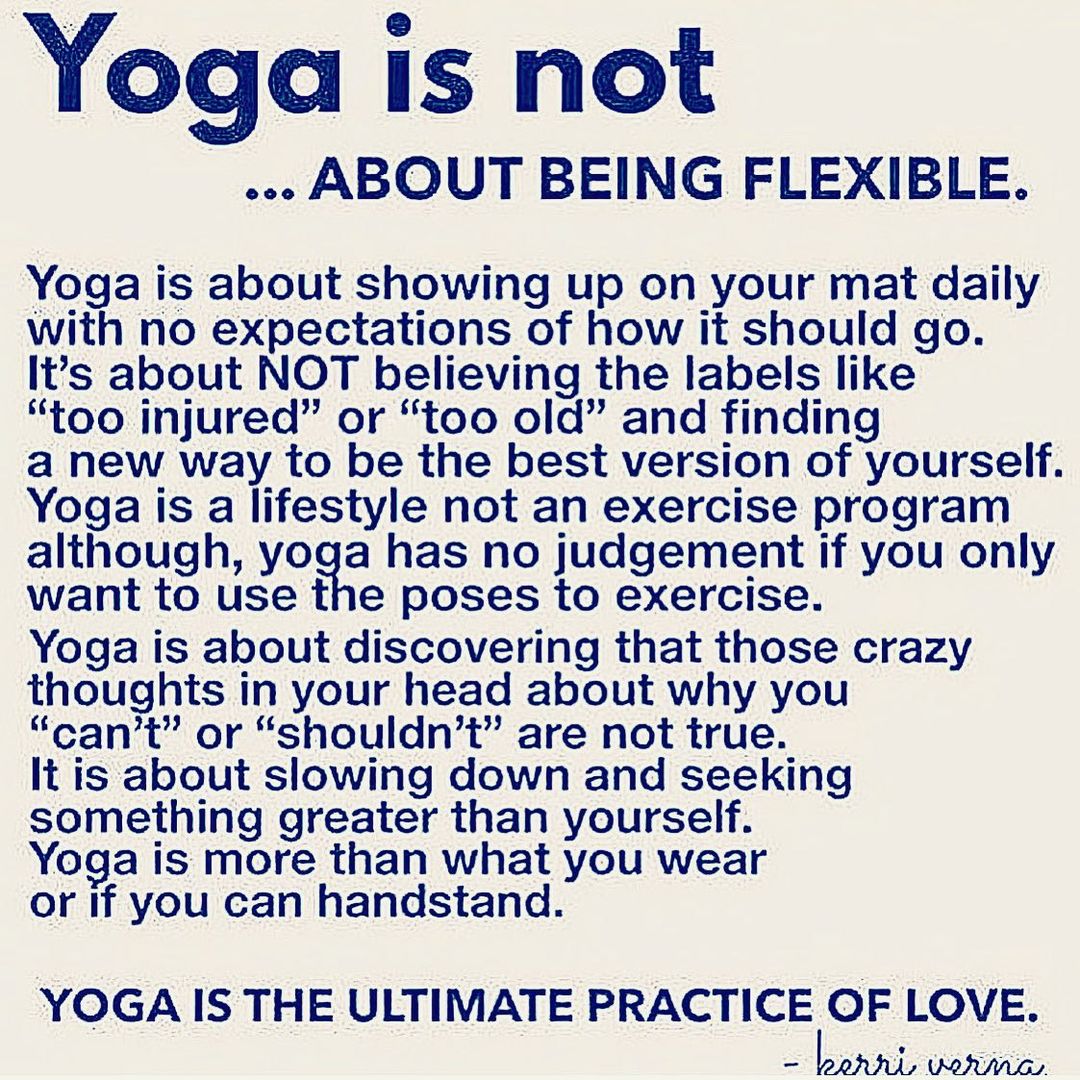 Yoga is not
... ABOUT BEING FLEXIBLE.
Yoga is about showing up on your mat daily
with no expectations of how it should go.
It’s about NOT believing the labels like
“too injured” or “too old” and finding
a new way to be the best version of yourself.
Yoga is a lifestyle not an exercise program
although, yoga has no judgement if you only
want to use the poses to exercise.
Yoga is about discovering that those crazy
thoughts in your head about why you
“can’t” or “shouldn’t” are not true.
It is about slowing down and seeking
something greater than yourself.
Yoga is more than what you wear
or if you can handstand.
YOGA IS THE ULTIMATE PRACTICE OF LOVE.
- kerri verna